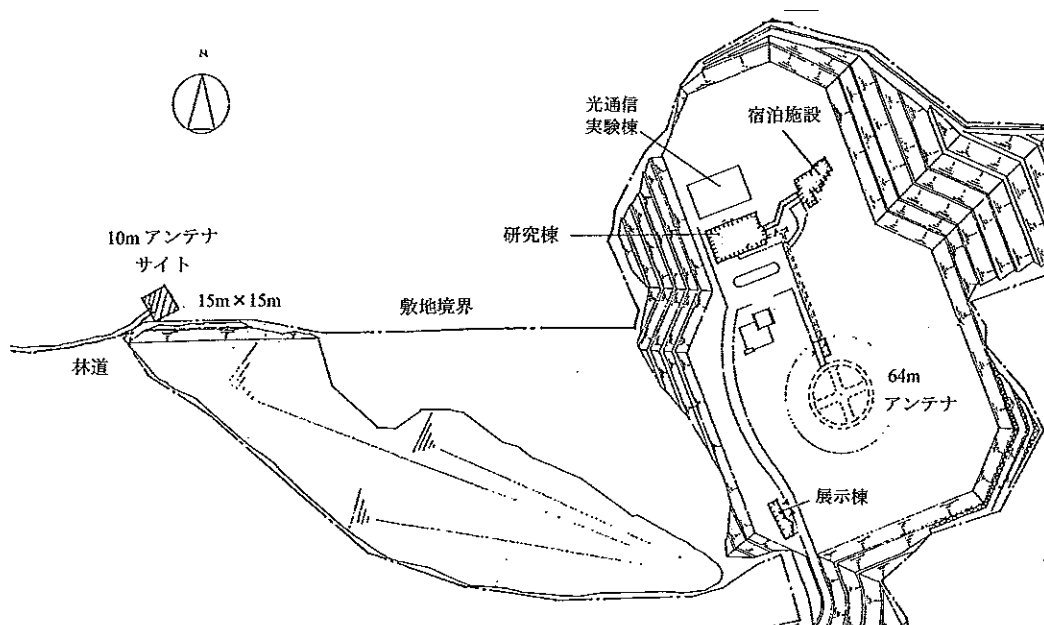 N
光通信
実験棟
宿泊施設
研究棟
10m アンテナ
サイト
15m×15m
敷地境界
林道
64m
アンテナ
展示棟